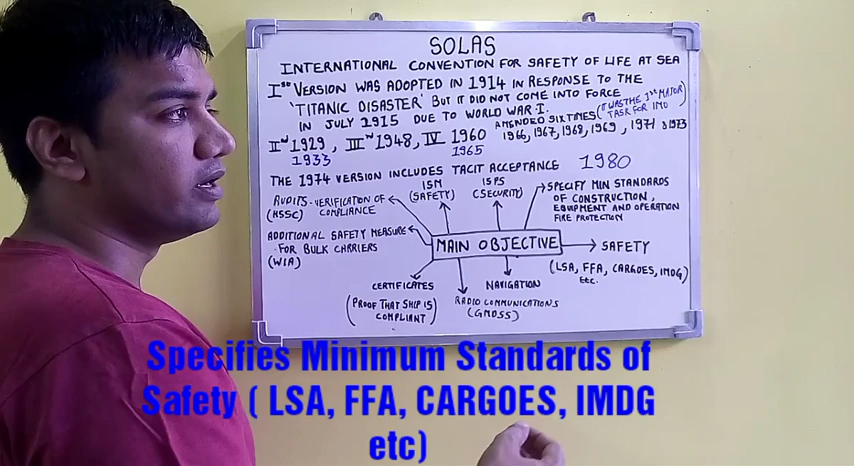 SOLAS
INTERNATIONAL CONVENTION FOR SAFETY OF LIFE AT SEA
Ist VERSION WAS ADOPTED IN 1914 IN RESPONSE TO THE
'TITANIC DISASTER' BUT IT DID NOT COME INTO FORCE
IN JULY 1915 DUE TO WORLD WAR I.
(IT WAS THE 1st MAJOR
TASK FOR IMO)
IInd 1929, IIIrd 1948, IV 1960
AMENDED SIX TIMES
1966, 1967, 1968, 1969, 1971 & 1973
1933
1965
THE 1974 VERSION INCLUDES TACIT ACCEPTANCE 1980
AUDITS - VERIFICATION OF
(HSSC) COMPLIANCE
ISM
(SAFETY)
ISPS
(SECURITY)
SPECIFY MIN STANDARDS
OF CONSTRUCTION,
EQUIPMENT AND OPERATION
FIRE PROTECTION
ADDITIONAL SAFETY MEASURE
FOR BULK CARRIERS
(WIA)
MAIN OBJECTIVE
SAFETY
(LSA, FFA, CARGOES, IMDG)
Etc.
CERTIFICATES
(PROOF THAT SHIP IS
COMPLIANT)
RADIO COMMUNICATIONS
(GMDSS)
NAVIGATION
Specifies Minimum Standards of
Safety ( LSA, FFA, CARGOES, IMDG
etc)